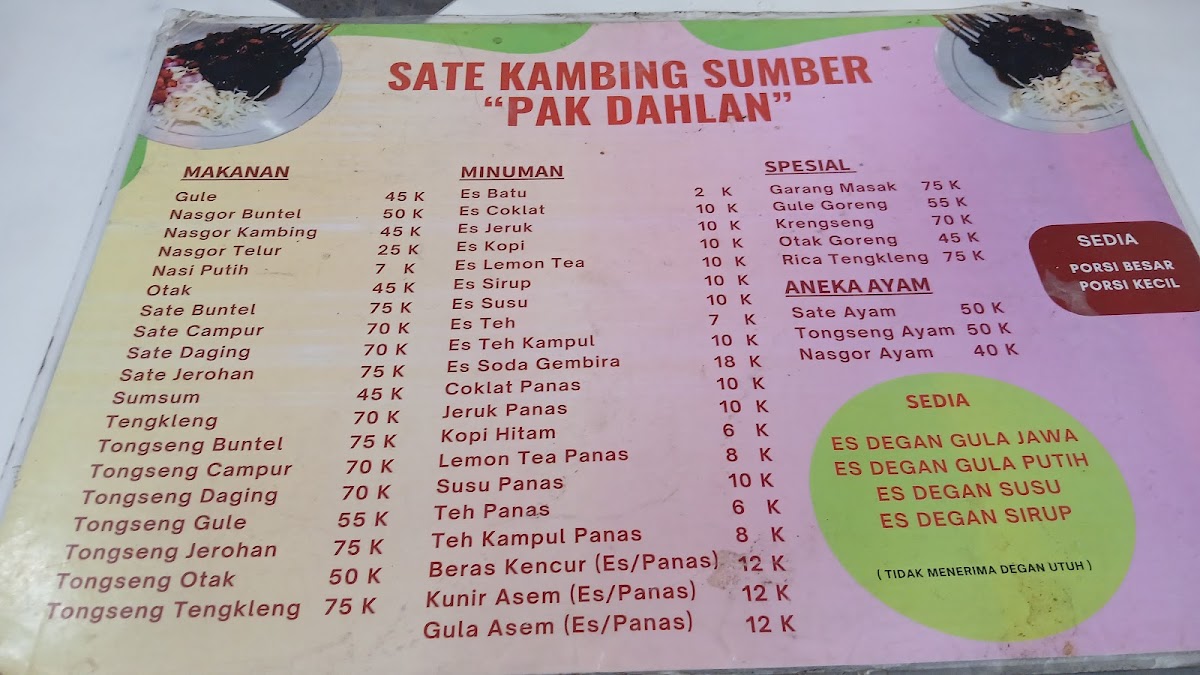 SATE KAMBING SUMBER
“PAK DAHLAN”
MAKANAN
Gule 45 K
Nasgor Buntel 50 K
Nasgor Kambing 45 K
Nasgor Telur 25 K
Nasi Putih 7 K
Otak 45 K
Sate Buntel 75 K
Sate Campur 70 K
Sate Daging 70 K
Sate Jerohan 75 K
Sumsum 45 K
Tengkleng 70 K
Tongseng Buntel 75 K
Tongseng Campur 70 K
Tongseng Daging 70 K
Tongseng Gule 55 K
Tongseng Jerohan 75 K
Tongseng Otak 50 K
Tongseng Tengkleng 75 K
MINUMAN
Es Batu 2 K
Es Coklat 10 K
Es Jeruk 10 K
Es Kopi 10 K
Es Lemon Tea 10 K
Es Sirup 10 K
Es Susu 10 K
Es Teh 7 K
Es Teh Kampul 10 K
Es Soda Gembira 18 K
Coklat Panas 10 K
Jeruk Panas 10 K
Kopi Hitam 6 K
Lemon Tea Panas 8 K
Susu Panas 10 K
Teh Panas 6 K
Teh Kampul Panas 8 K
Beras Kencur (Es/Panas) 12 K
Kunir Asem (Es/Panas) 12 K
Gula Asem (Es/Panas) 12 K
SPESIAL
Garang Masak 75 K
Gule Goreng 55 K
Krengseng 70 K
Otak Goreng 45 K
Rica Tengkleng 75 K
ANEKA AYAM
Sate Ayam 50 K
Tongseng Ayam 50 K
Nasgor Ayam 40 K
SEDIA
PORSI BESAR
PORSI KECIL
SEDIA
ES DEGAN GULA JAWA
ES DEGAN GULA PUTIH
ES DEGAN SUSU
ES DEGAN SIRUP
( TIDAK MENERIMA DEGAN UTUH )